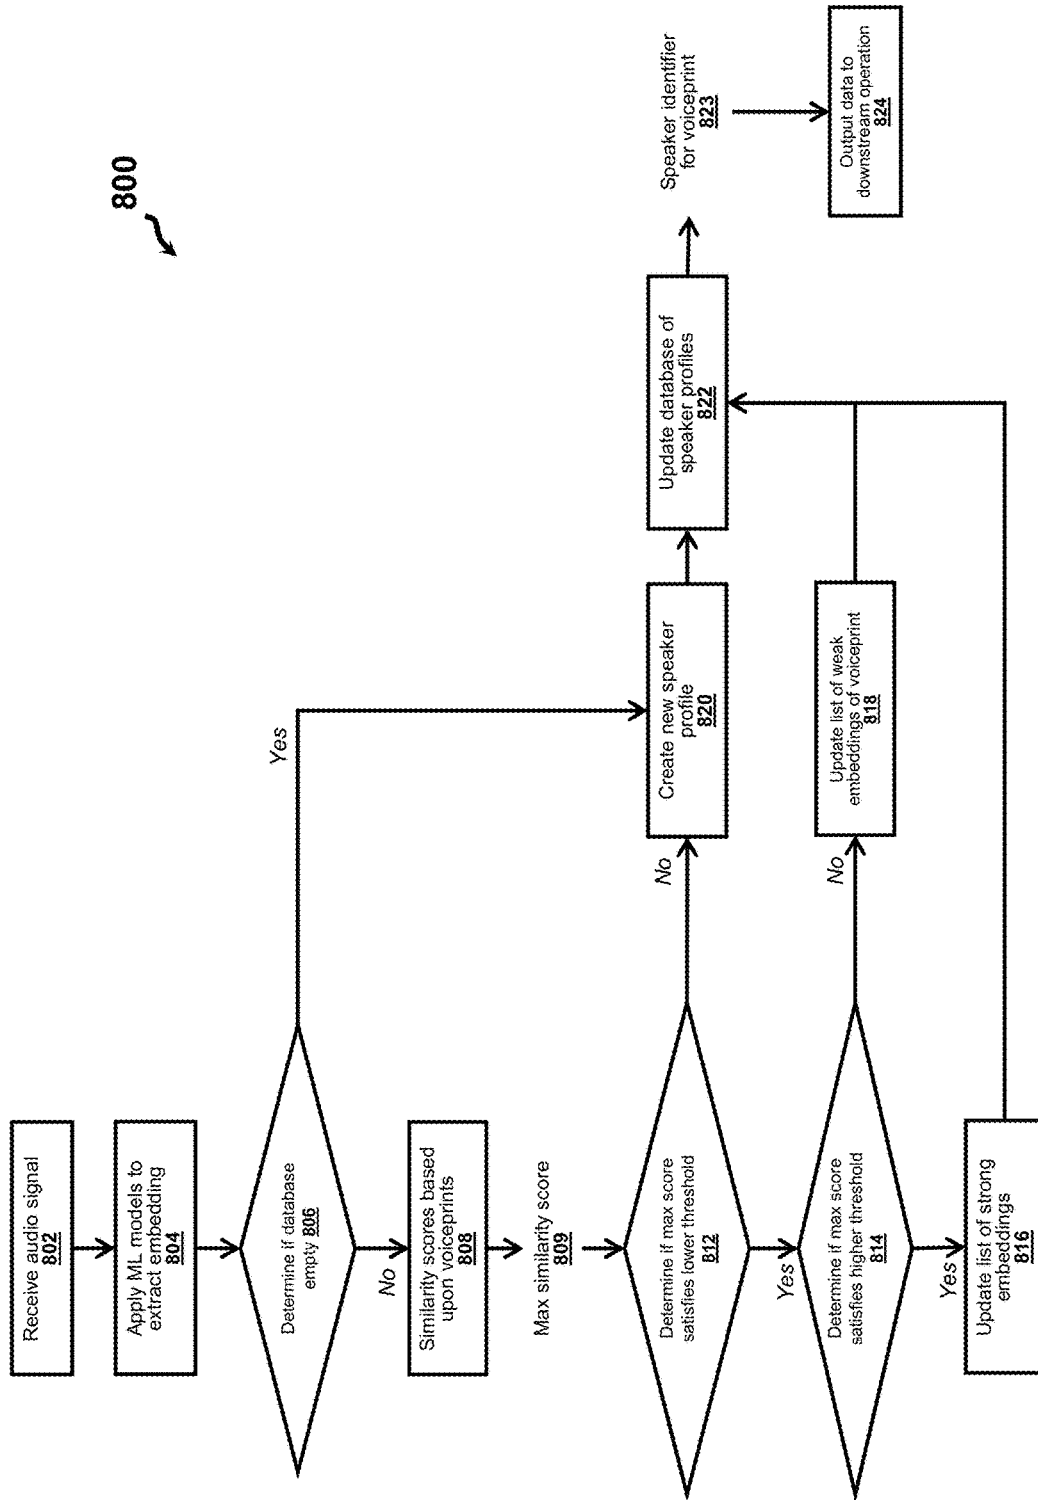 800
Receive audio signal
802
Apply ML models to
extract embedding
804
Determine if database
empty 806
Yes
No
Similarity scores based
upon voiceprints
808
Max similarity score
809
Determine if max score
satisfies lower threshold
812
No
Yes
Determine if max score
satisfies higher threshold
814
No
Yes
Update list of strong
embeddings
816
Update list of weak
embeddings of voiceprint
818
Create new speaker
profile
820
Update database of
speaker profiles
822
Speaker identifier
for voiceprint
823
Output data to
downstream operation
824